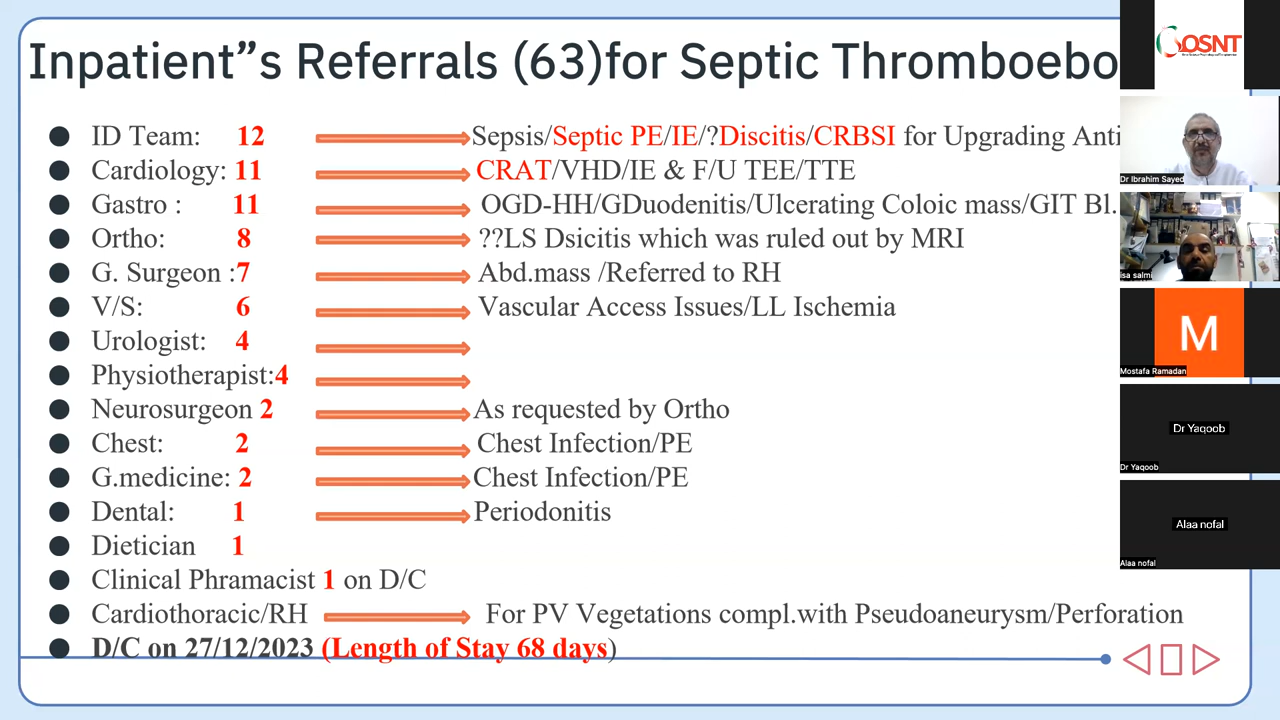 Inpatient”s Referrals (63)for Septic Thromboebo
ID Team: 12 Sepsis/Septic PE/IE/?Discitis/CRBSI for Upgrading Anti
Cardiology: 11 CRAT/VHD/IE & F/U TEE/TTE
Gastro : 11 OGD-HH/GDuodenitis/Ulcerating Coloic mass/GIT Bl.
Ortho: 8 ??LS Dsicitis which was ruled out by MRI
G. Surgeon :7 Abd.mass /Referred to RH
V/S: 6 Vascular Access Issues/LL Ischemia
Urologist: 4
Physiotherapist:4
Neurosurgeon 2 As requested by Ortho
Chest: 2 Chest Infection/PE
G.medicine: 2 Chest Infection/PE
Dental: 1 Periodonitis
Dietician 1
Clinical Phramacist 1 on D/C
Cardiothoracic/RH For PV Vegetations compl.with Pseudoaneurysm/Perforation
D/C on 27/12/2023 (Length of Stay 68 days)
OSNT
Dr Ibrahim Sayed
isa salmi
M
Mostafa Ramadan
Dr Yaqoob
Dr Yaqoob
Alaa nofal
Alaa nofal